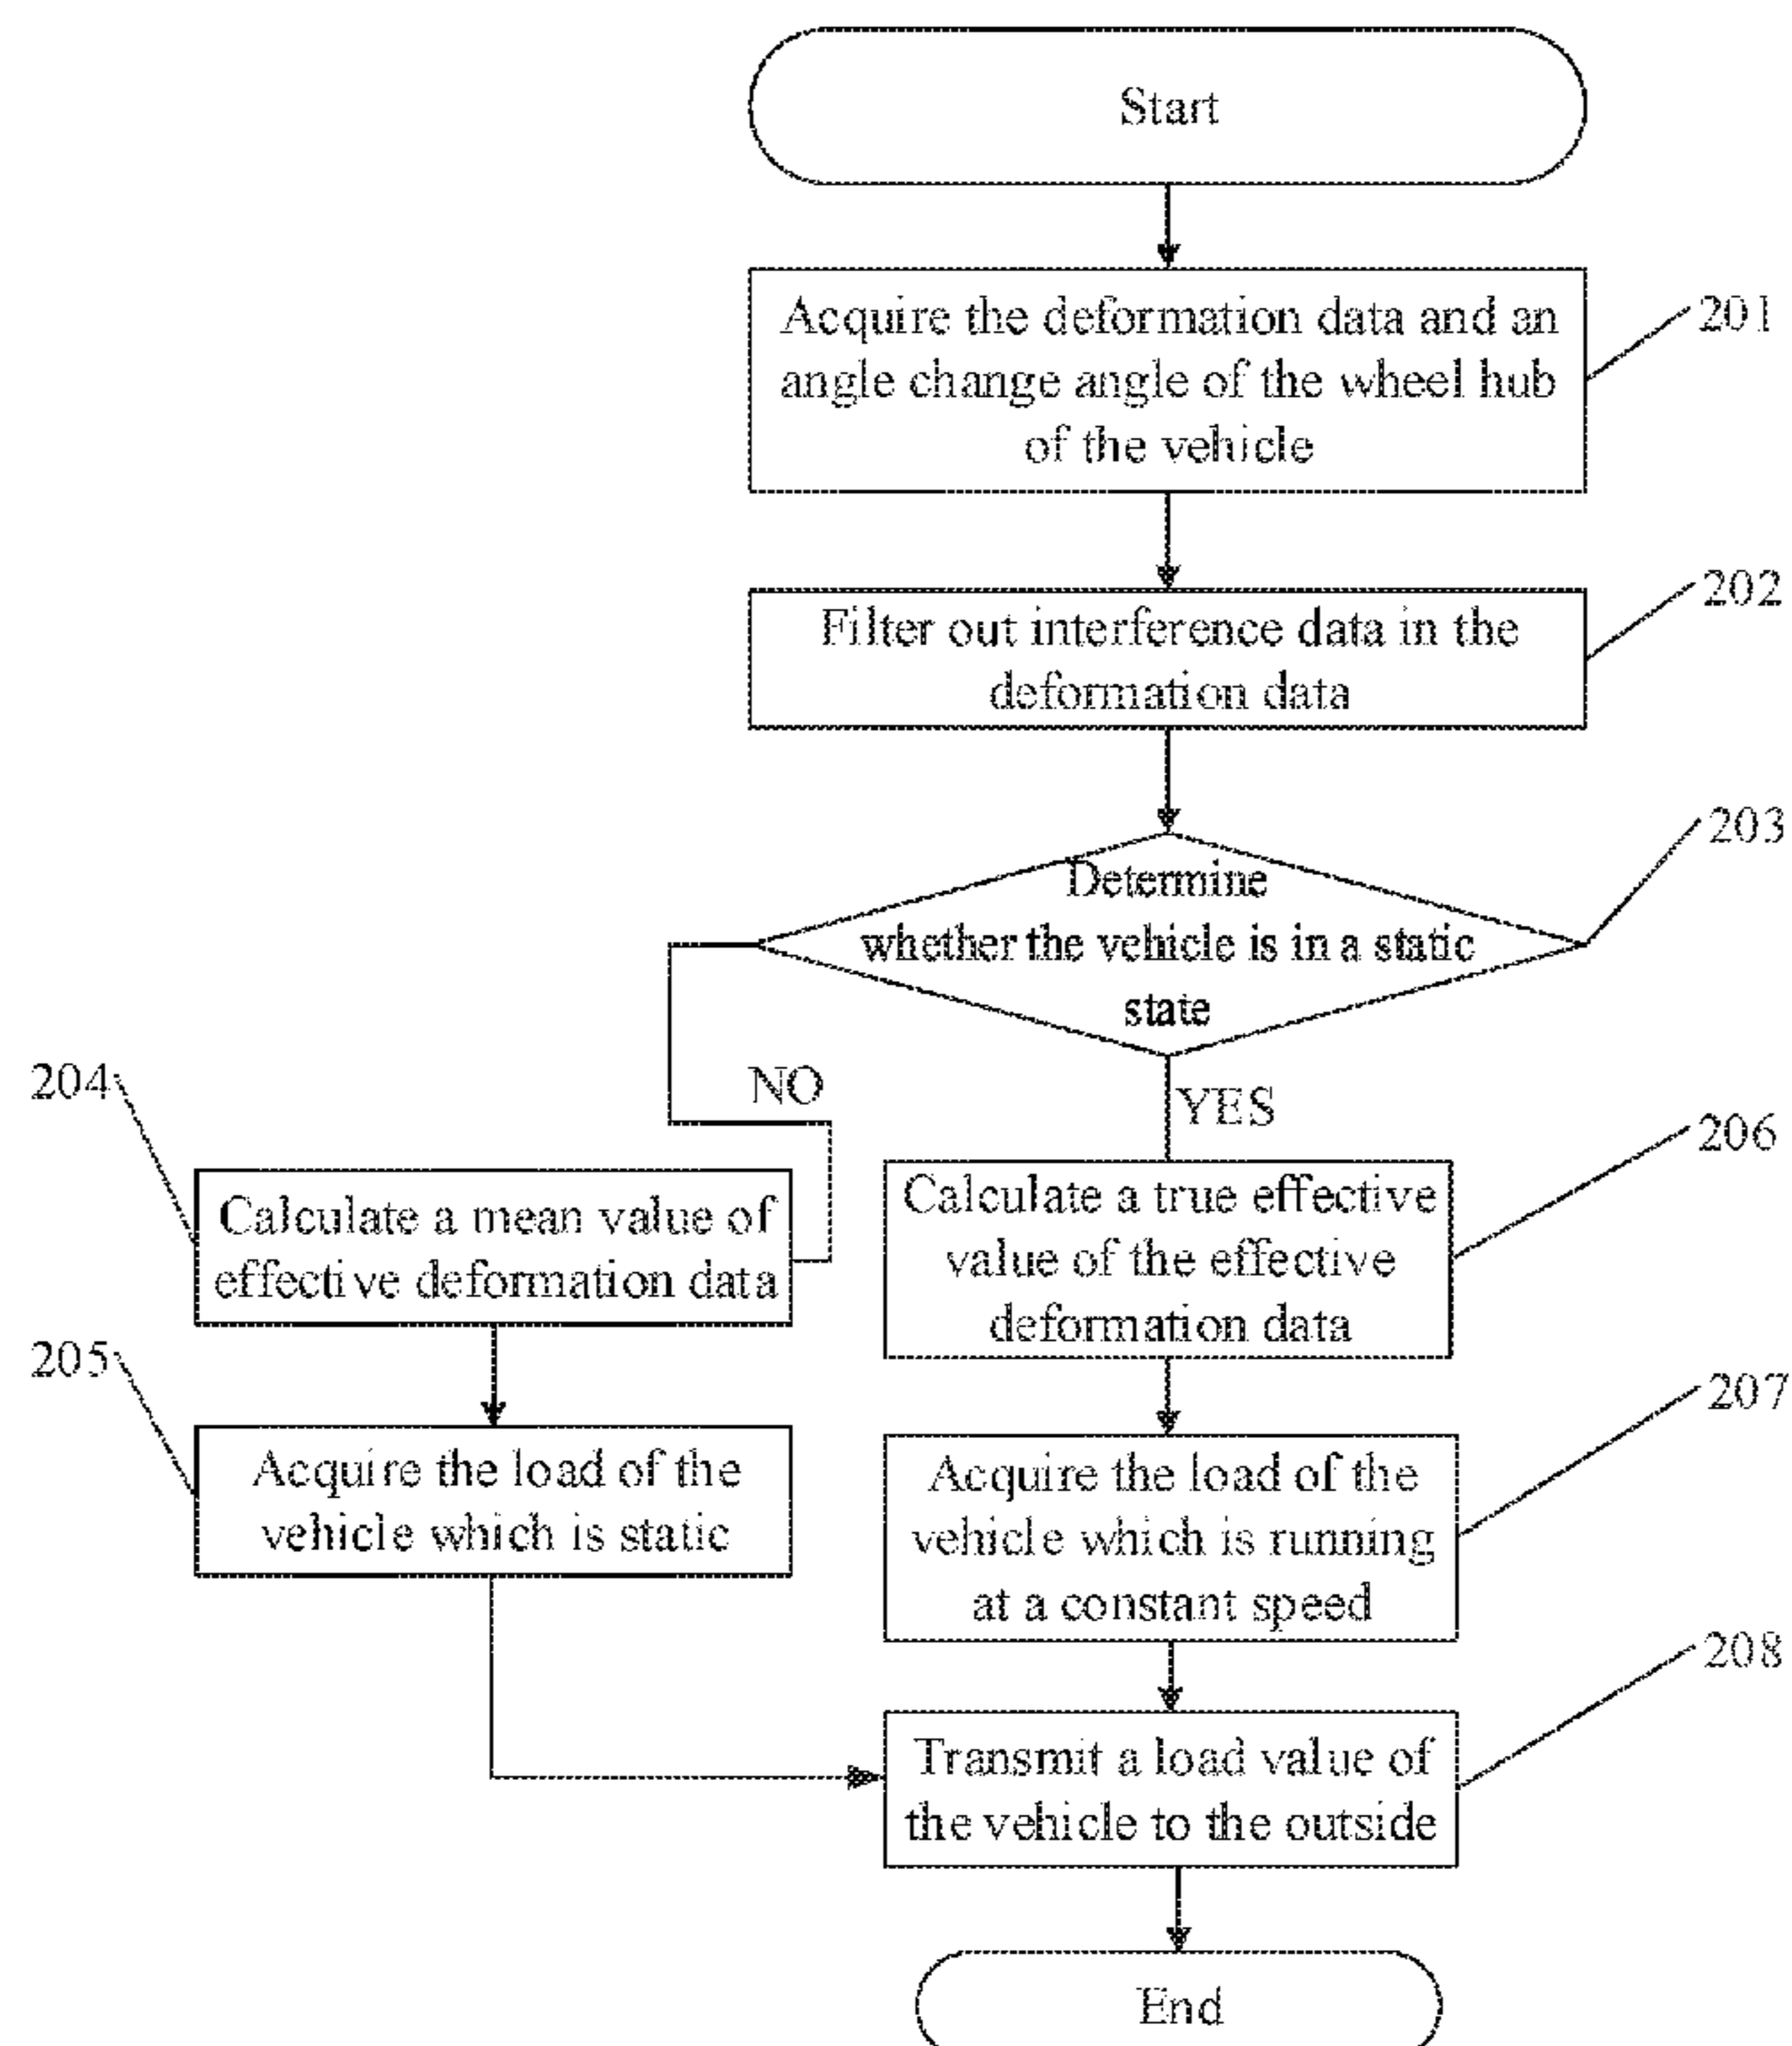 Start
Acquire the deformation data and an
angle change angle of the wheel hub
of the vehicle
201
Filter out interference data in the
deformation data
202
Determine
whether the vehicle is in a static
state
203
NO
YES
204
Calculate a mean value of
effective deformation data
206
Calculate a true effective
value of the effective
deformation data
205
Acquire the load of the
vehicle which is static
207
Acquire the load of the
vehicle which is running
at a constant speed
208
Transmit a load value of
the vehicle to the outside
End